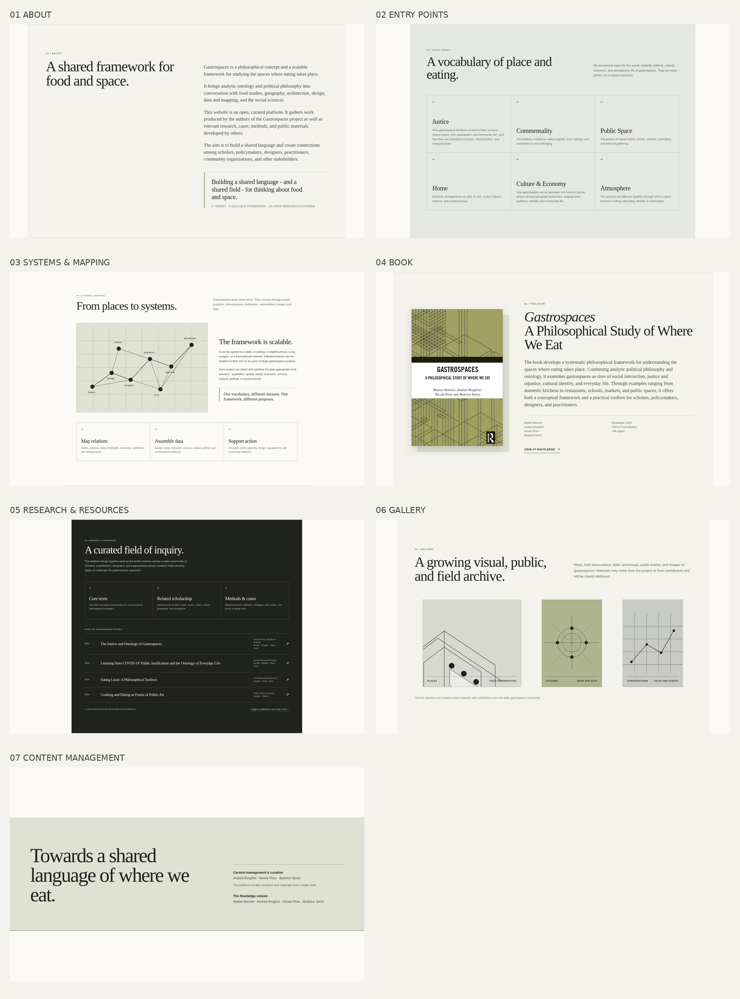 01 ABOUT
01 / ABOUT
A shared framework for
food and space.
Gastrospaces is a philosophical concept and a scalable
framework for studying the spaces where eating takes place.
It brings analytic ontology and political philosophy into
conversation with food studies, geography, architecture, design,
data and mapping, and the social sciences.
This website is an open, curated platform. It gathers work
produced by the authors of the Gastrospaces project as well as
relevant research, cases, methods, and public materials
developed by others.
The aim is to build a shared language and create connections
among scholars, policymakers, designers, practitioners,
community organizations, and other stakeholders.
Building a shared language - and a
shared field - for thinking about food
and space.
A THEORY · A SCALABLE FRAMEWORK · AN OPEN RESEARCH PLATFORM
02 ENTRY POINTS
02 / ENTRY POINTS
A vocabulary of place and
eating.
Six provisional ways into the social, material, political, cultural,
economic, and atmospheric life of gastrospaces. They are entry
points, not a closed taxonomy.
01
Justice
How gastrospaces distribute access to food, services,
shared space, civic participation, and community life - and
how they can reproduce exclusion, discrimination, and
unequal power.
02
Commensality
The relations created by eating together, from intimacy and
conviviality to civic belonging.
03
Public Space
The politics of shared tables, streets, markets, institutions,
and informal gathering.
04
Home
Domestic arrangements as sites of care, routine, labour,
memory, and unequal power.
05
Culture & Economy
How gastrospaces act as gateways into cultures and as
drivers of local and global economies, shaping taste,
traditions, mobility, and community life.
06
Atmosphere
The sensory and affective qualities through which a place
becomes inviting, alienating, familiar, or meaningful.
03 SYSTEMS & MAPPING
03 / SYSTEMS & MAPPING
From places to systems.
Gastrospaces rarely stand alone. They connect through people,
practices, infrastructures, institutions, commodities, images, and
data.
NETWORK
VENUE
DISTRICT
REGION
ROOM
STREET
TABLE
CITY
The framework is scalable.
It can be applied to a table, a building, a neighbourhood, a city,
a region, or a transnational network. Individual places can be
studied on their own or as parts of larger gastrospace systems.
Each project can select and combine the data appropriate to its
question - qualitative, spatial, social, economic, sensory,
cultural, political, or environmental.
One vocabulary, different datasets. One
framework, different purposes.
01
Map relations
Actors, practices, flows, thresholds, ownership, institutions,
and infrastructures.
02
Assemble data
Spatial, social, economic, sensory, cultural, political, and
environmental evidence.
03
Support action
Research, policy, planning, design, management, and
community initiatives.
04 BOOK
GASTROSPACES
A PHILOSOPHICAL STUDY OF WHERE WE EAT
Matteo Bonotti, Andrea Borghini,
Nicola Piras and Beatrice Serini
ROUTLEDGE
04 / THE BOOK
Gastrospaces
A Philosophical Study of Where
We Eat
The book develops a systematic philosophical framework for understanding the
spaces where eating takes place. Combining analytic political philosophy and
ontology, it examines gastrospaces as sites of social interaction, justice and
injustice, cultural identity, and everyday life. Through examples ranging from
domestic kitchens to restaurants, schools, markets, and public spaces, it offers
both a conceptual framework and a practical toolbox for scholars, policymakers,
designers, and practitioners.
Matteo Bonotti
Andrea Borghini
Nicola Piras
Beatrice Serini
Routledge, 2025
Critical Food Studies
146 pages
VIEW AT ROUTLEDGE ↗
05 RESEARCH & RESOURCES
05 / RESEARCH & RESOURCES
A curated field of inquiry.
The platform brings together work by the book's authors and by a wider community of
scholars, practitioners, designers, and organizations whose research helps develop,
apply, or challenge the gastrospaces approach.
01
Core texts
The book and papers that develop the concept and its
philosophical foundations.
02
Related scholarship
Selected work on food, space, justice, culture, design,
geography, and everyday life.
03
Methods & cases
Mapping projects, datasets, ontologies, field studies, and
policy or design tools.
FROM THE GASTROSPACES PROJECT
2023
The Justice and Ontology of Gastrospaces
Ethical Theory and Moral
Practice
Bonotti · Borghini · Piras ·
Serini
↗
2022
Learning from COVID-19: Public Justification and the Ontology of Everyday Life
Social Theory and Practice
Bonotti · Borghini · Piras ·
Serini
↗
2022
Eating Local: A Philosophical Toolbox
The Philosophical Quarterly
Borghini · Piras · Serini
↗
2022
Cooking and Dining as Forms of Public Art
Food, Culture & Society
Borghini · Baldini
↗
Curated external materials will be added with full attribution.
Suggest a publication, case study, or tool →
06 GALLERY
06 / GALLERY
A growing visual, public,
and field archive.
Maps, field observations, talks, workshops, public events, and images of
gastrospaces. Materials may come from the project or from contributors and
will be clearly attributed.
PLACES
FIELD OBSERVATIONS
SYSTEMS
MAPS AND DATA
CONVERSATIONS
TALKS AND EVENTS
The first selection can combine project materials with contributions from the wider gastrospaces community.
07 CONTENT MANAGEMENT
Towards a shared
language of where we
eat.
Content management & curation
Andrea Borghini · Nicola Piras · Beatrice Serini
The platform curates research and materials from a wider field.
The Routledge volume
Matteo Bonotti · Andrea Borghini · Nicola Piras · Beatrice Serini